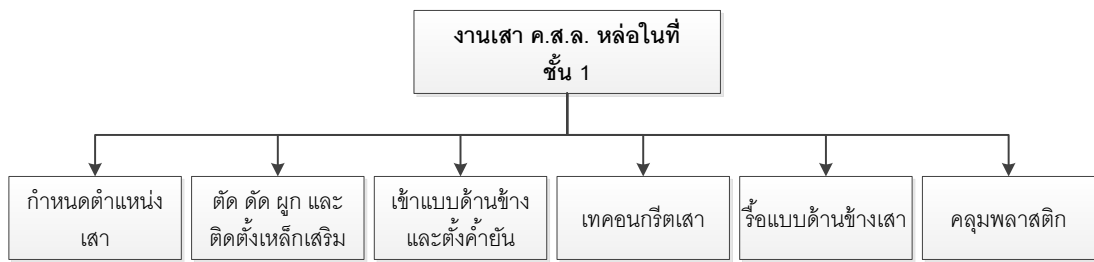 งานเสา ค.ส.ล. หล่อในที่
ชั้น 1
กำหนดตำแหน่ง
เสา
ตัด ดัด ผูก และ
ติดตั้งเหล็กเสริม
เข้าแบบด้านข้าง
และตั้งค้ำยัน
เทคอนกรีตเสา
รื้อแบบด้านข้างเสา
คลุมพลาสติก